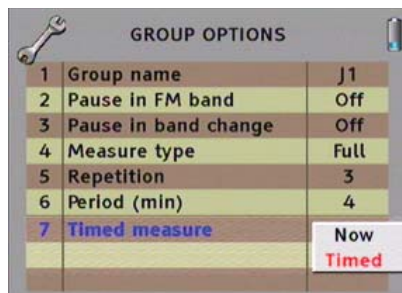 GROUP OPTIONS
1 Group name J1
2 Pause in FM band Off
3 Pause in band change Off
4 Measure type Full
5 Repetition 3
6 Period (min) 4
7 Timed measure Now
Timed